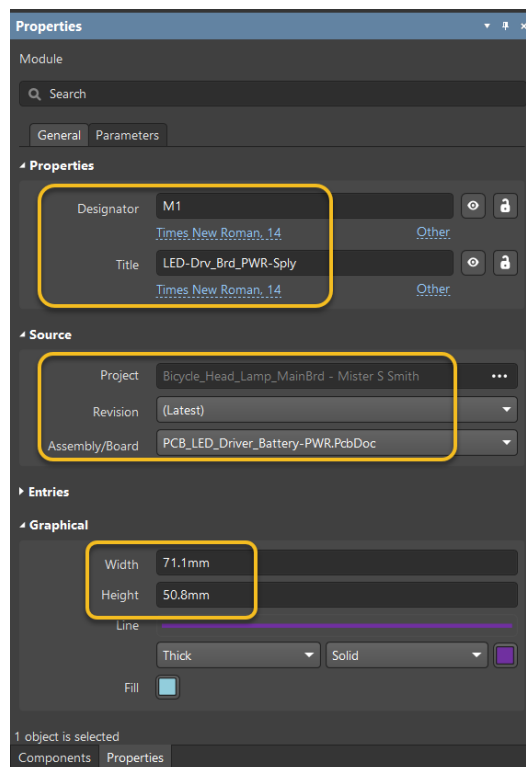 Properties
Module
Search
General Parameters
Properties
Designator M1
Times New Roman, 14 Other
Title LED-Drv_Brd_PWR-Sply
Times New Roman, 14 Other
Source
Project Bicycle_Head_Lamp_MainBrd - Mister S Smith
Revision (Latest)
Assembly/Board PCB_LED_Driver_Battery-PWR.PcbDoc
Entries
Graphical
Width 71.1mm
Height 50.8mm
Line
Thick Solid
Fill
1 object is selected
Components Properties